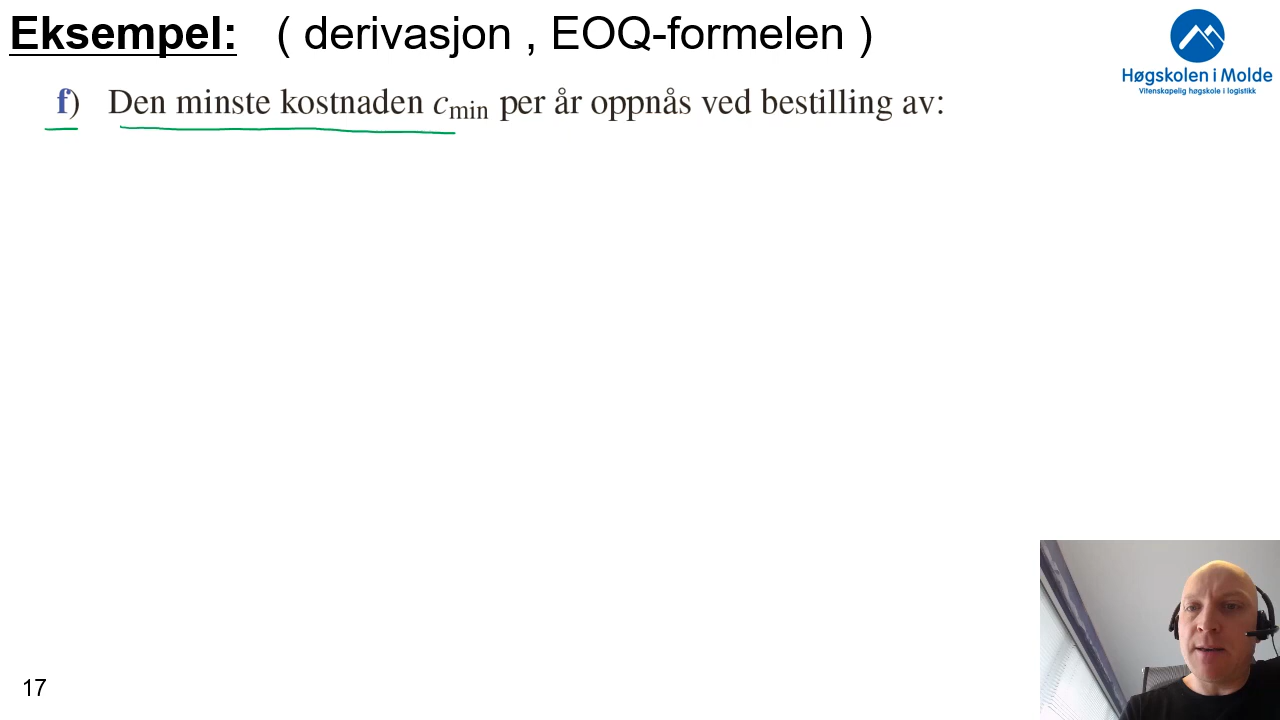 Eksempel: ( derivasjon , EOQ-formelen )
Høgskolen i Molde
Vitenskapelig høgskole i logistikk
f) Den minste kostnaden cmin per år oppnås ved bestilling av:
17